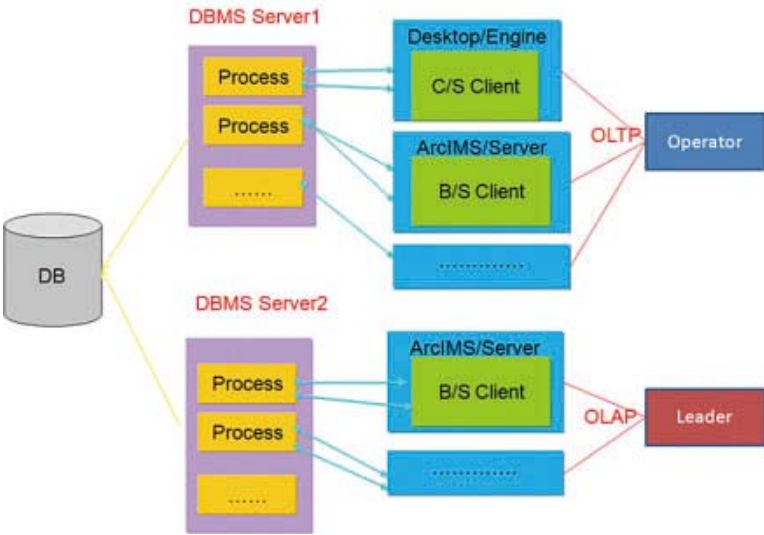 DBMS Server1
Process
Process
......
Desktop/Engine
C/S Client
ArcIMS/Server
B/S Client
.............
OLTP
Operator
DB
DBMS Server2
Process
Process
......
ArcIMS/Server
B/S Client
.............
OLAP
Leader